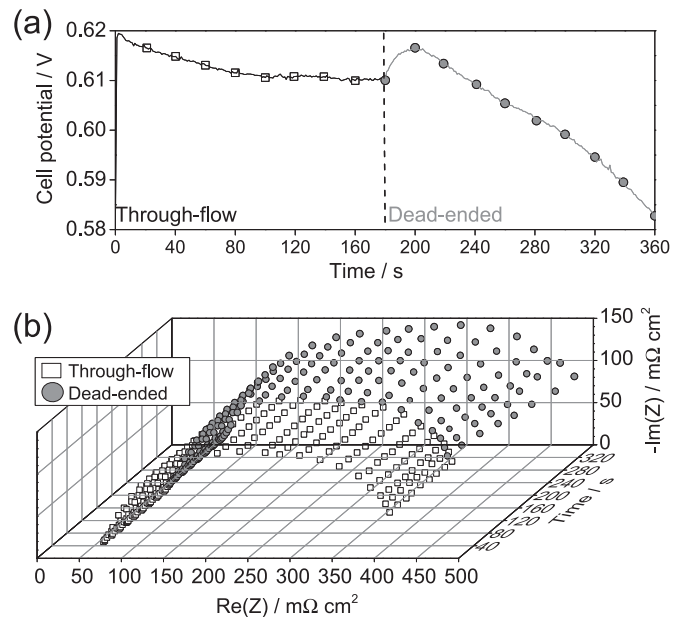 (a)
0.62
0.61
0.60
0.59
0.58
Cell potential / V
Through-flow
Dead-ended
0 40 80 120 160 200 240 280 320 360
Time / s
(b)
Through-flow
Dead-ended
150
100
50
0
-Im(Z) / mΩ cm²
320
280
240
200
160
120
80
40
Time / s
0 50 100 150 200 250 300 350 400 450 500
Re(Z) / mΩ cm²